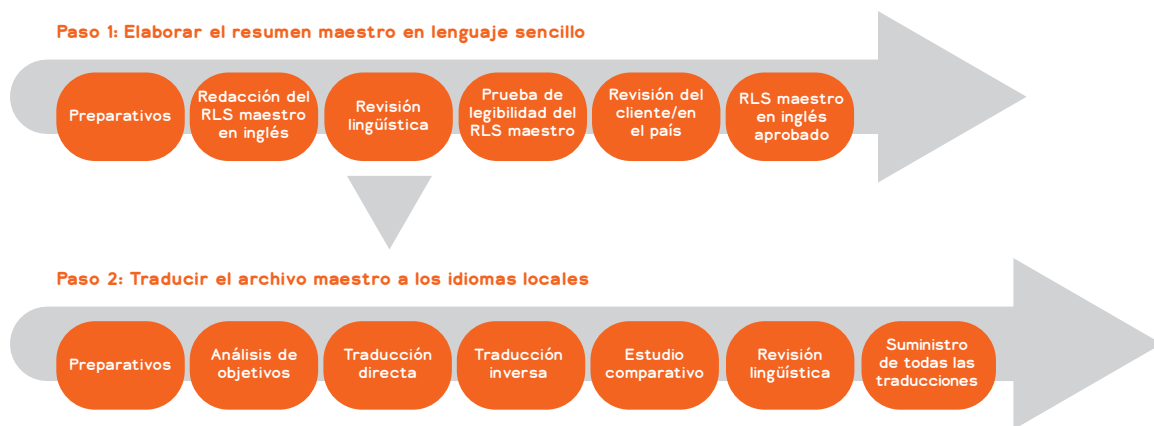 Paso 1: Elaborar el resumen maestro en lenguaje sencillo
Preparativos
Redacción del
RLS maestro
en inglés
Revisión
lingüística
Prueba de
legibilidad del
RLS maestro
Revisión del
cliente/en
el país
RLS maestro
en inglés
aprobado
Paso 2: Traducir el archivo maestro a los idiomas locales
Preparativos
Análisis de
objetivos
Traducción
directa
Traducción
inversa
Estudio
comparativo
Revisión
lingüística
Suministro
de todas las
traducciones